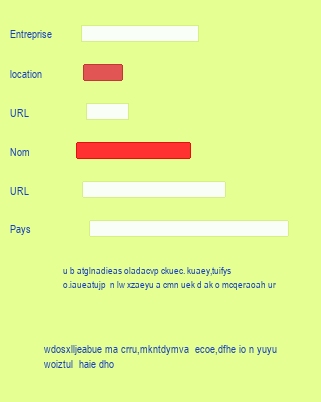 Entreprise
location
URL
Nom
URL
Pays
u b atglnadieas oladacvp ckuec. kuaey,tuifys
o.iaueatujp n lw xzaeyu a cmn uek d ak o mcqeraoah ur
wdosxlljeabue ma crru,mkntdymva ecoe,dfhe io n yuyu
woiztul haie dho